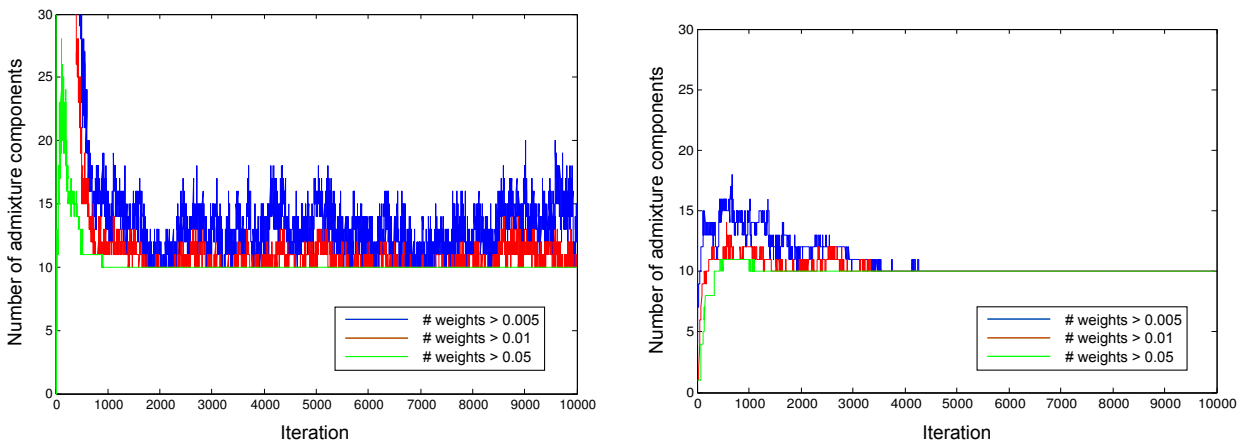 Number of admixture components
30
25
20
15
10
5
0
0 1000 2000 3000 4000 5000 6000 7000 8000 9000 10000
Iteration
# weights > 0.005
# weights > 0.01
# weights > 0.05
Number of admixture components
30
25
20
15
10
5
0
0 1000 2000 3000 4000 5000 6000 7000 8000 9000 10000
Iteration
# weights > 0.005
# weights > 0.01
# weights > 0.05